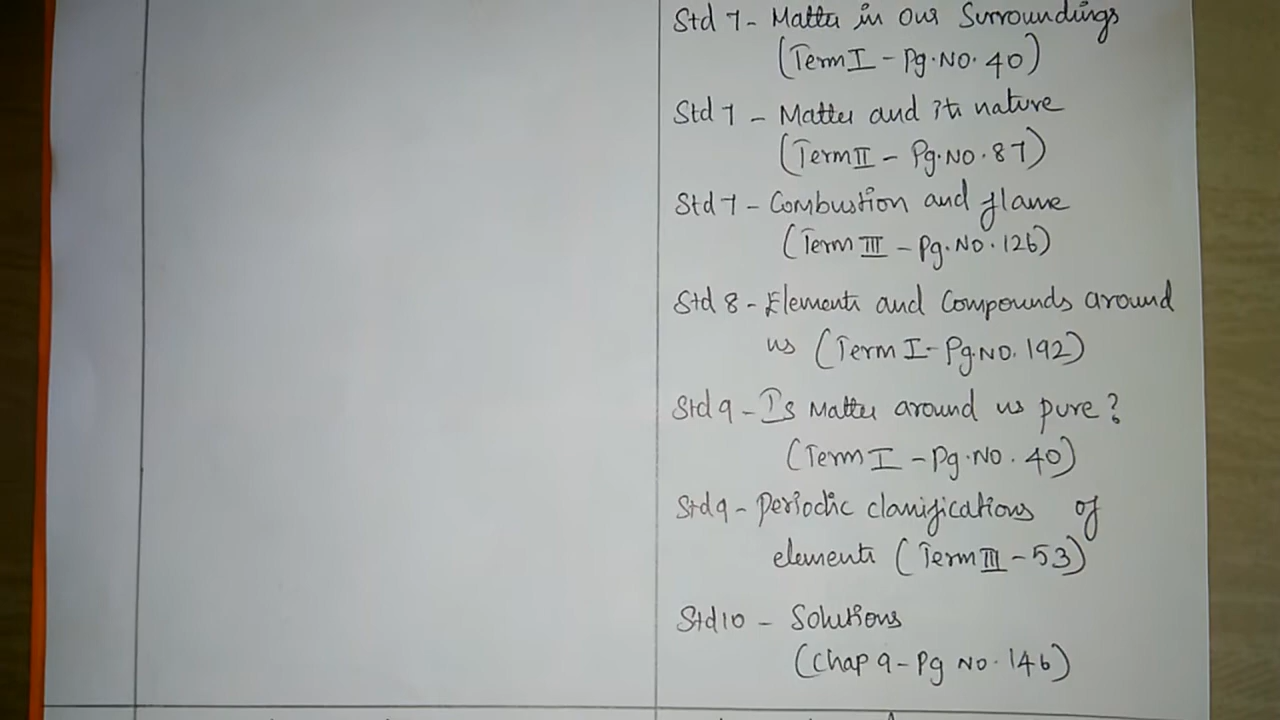 Std 7 - Matter in our Surroundings
(Term I - Pg.No. 40)
Std 7 - Matter and its nature
(Term II - Pg.No. 87)
Std 7 - Combustion and flame
(Term III - Pg.No. 126)
Std 8 - Elements and Compounds around
us (Term I - Pg.No. 192)
Std 9 - Is Matter around us pure?
(Term I - Pg.No. 40)
Std 9 - Periodic classifications of
elements (Term III - 53)
Std 10 - Solutions
(Chap 9 - Pg No. 146)